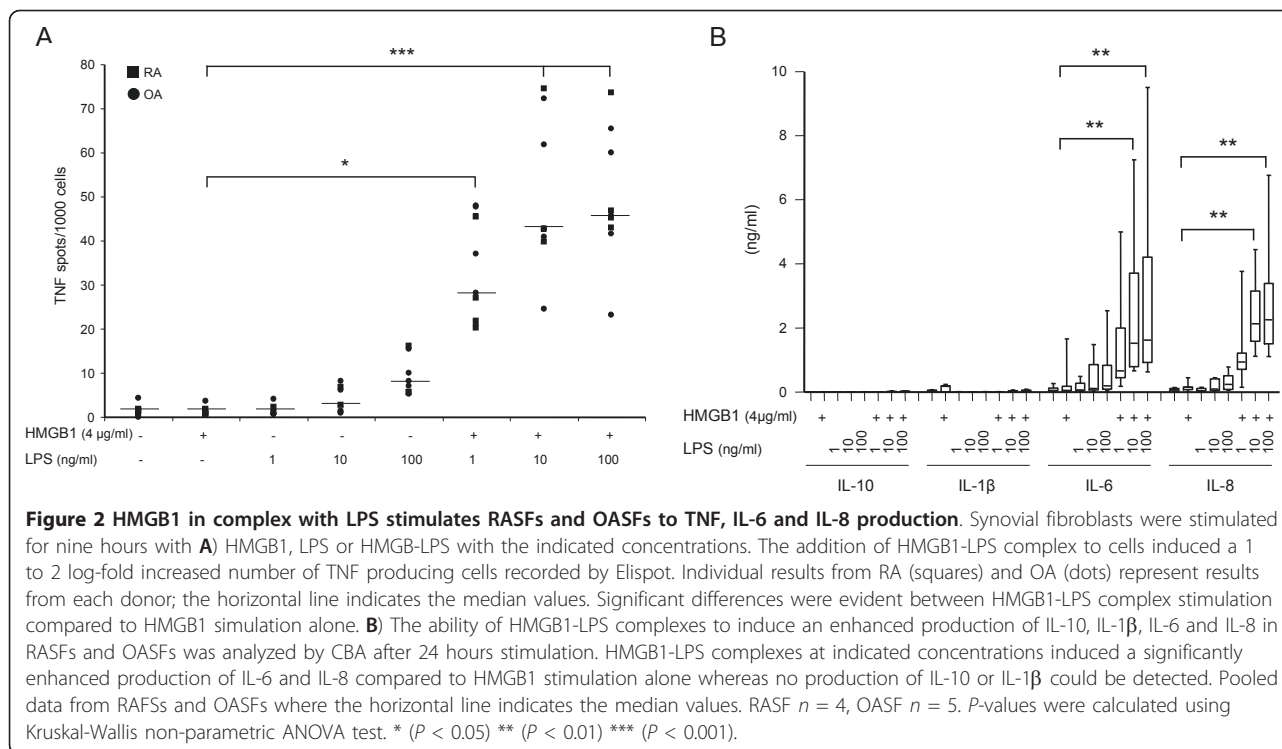 A
***
80
RA
OA
70
60
*
50
40
30
20
10
0
TNF spots/1000 cells
HMGB1 (4 µg/ml) - + - - - + + +
LPS (ng/ml) - - 1 10 100 1 10 100
B
**
10
8
**
**
6
**
4
2
0
(ng/ml)
HMGB1 (4µg/ml) + + + + + + + + + + + + + + + +
LPS (ng/ml) 1 10 100 1 10 100 1 10 100 1 10 100 1 10 100 1 10 100 1 10 100 1 10 100
IL-10 IL-1β IL-6 IL-8
Figure 2 HMGB1 in complex with LPS stimulates RASFs and OASFs to TNF, IL-6 and IL-8 production. Synovial fibroblasts were stimulated
for nine hours with A) HMGB1, LPS or HMGB-LPS with the indicated concentrations. The addition of HMGB1-LPS complex to cells induced a 1
to 2 log-fold increased number of TNF producing cells recorded by Elispot. Individual results from RA (squares) and OA (dots) represent results
from each donor; the horizontal line indicates the median values. Significant differences were evident between HMGB1-LPS complex stimulation
compared to HMGB1 simulation alone. B) The ability of HMGB1-LPS complexes to induce an enhanced production of IL-10, IL-1β, IL-6 and IL-8 in
RASFs and OASFs was analyzed by CBA after 24 hours stimulation. HMGB1-LPS complexes at indicated concentrations induced a significantly
enhanced production of IL-6 and IL-8 compared to HMGB1 stimulation alone whereas no production of IL-10 or IL-1β could be detected. Pooled
data from RAFSs and OASFs where the horizontal line indicates the median values. RASF n = 4, OASF n = 5. P-values were calculated using
Kruskal-Wallis non-parametric ANOVA test. * (P < 0.05) ** (P < 0.01) *** (P < 0.001).